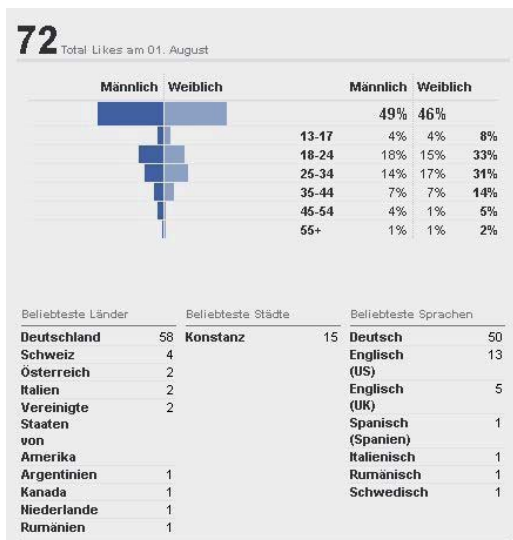 72 Total Likes am 01. August
Männlich Weiblich Männlich Weiblich
49% 46%
13-17 4% 4% 8%
18-24 18% 15% 33%
25-34 14% 17% 31%
35-44 7% 7% 14%
45-54 4% 1% 5%
55+ 1% 1% 2%
Beliebteste Länder
Deutschland 58
Schweiz 4
Österreich 2
Italien 2
Vereinigte 2
Staaten
von
Amerika
Argentinien 1
Kanada 1
Niederlande 1
Rumänien 1
Beliebteste Städte
Konstanz 15
Beliebteste Sprachen
Deutsch 50
Englisch 13
(US)
Englisch 5
(UK)
Spanisch 1
(Spanien)
Italienisch 1
Rumänisch 1
Schwedisch 1